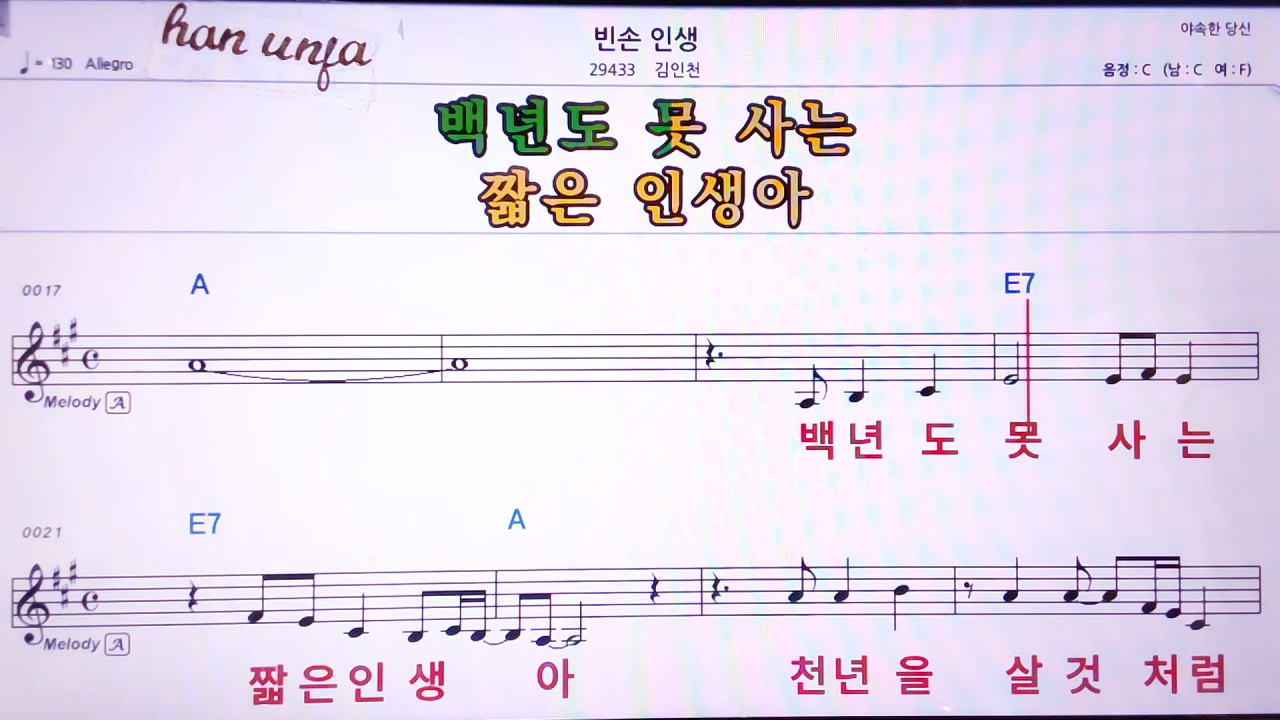 han unfa
빈손 인생
야속한 당신
♩= 130 Allegro
29433 김인천
음정 : C (남 : C 여 : F)
백년도 못 사는
짧은 인생아
0017
A
E7
Melody A
백 년 도 못 사 는
0021
E7
A
Melody A
짧 은 인 생 아 천 년 을 살 것 처 럼